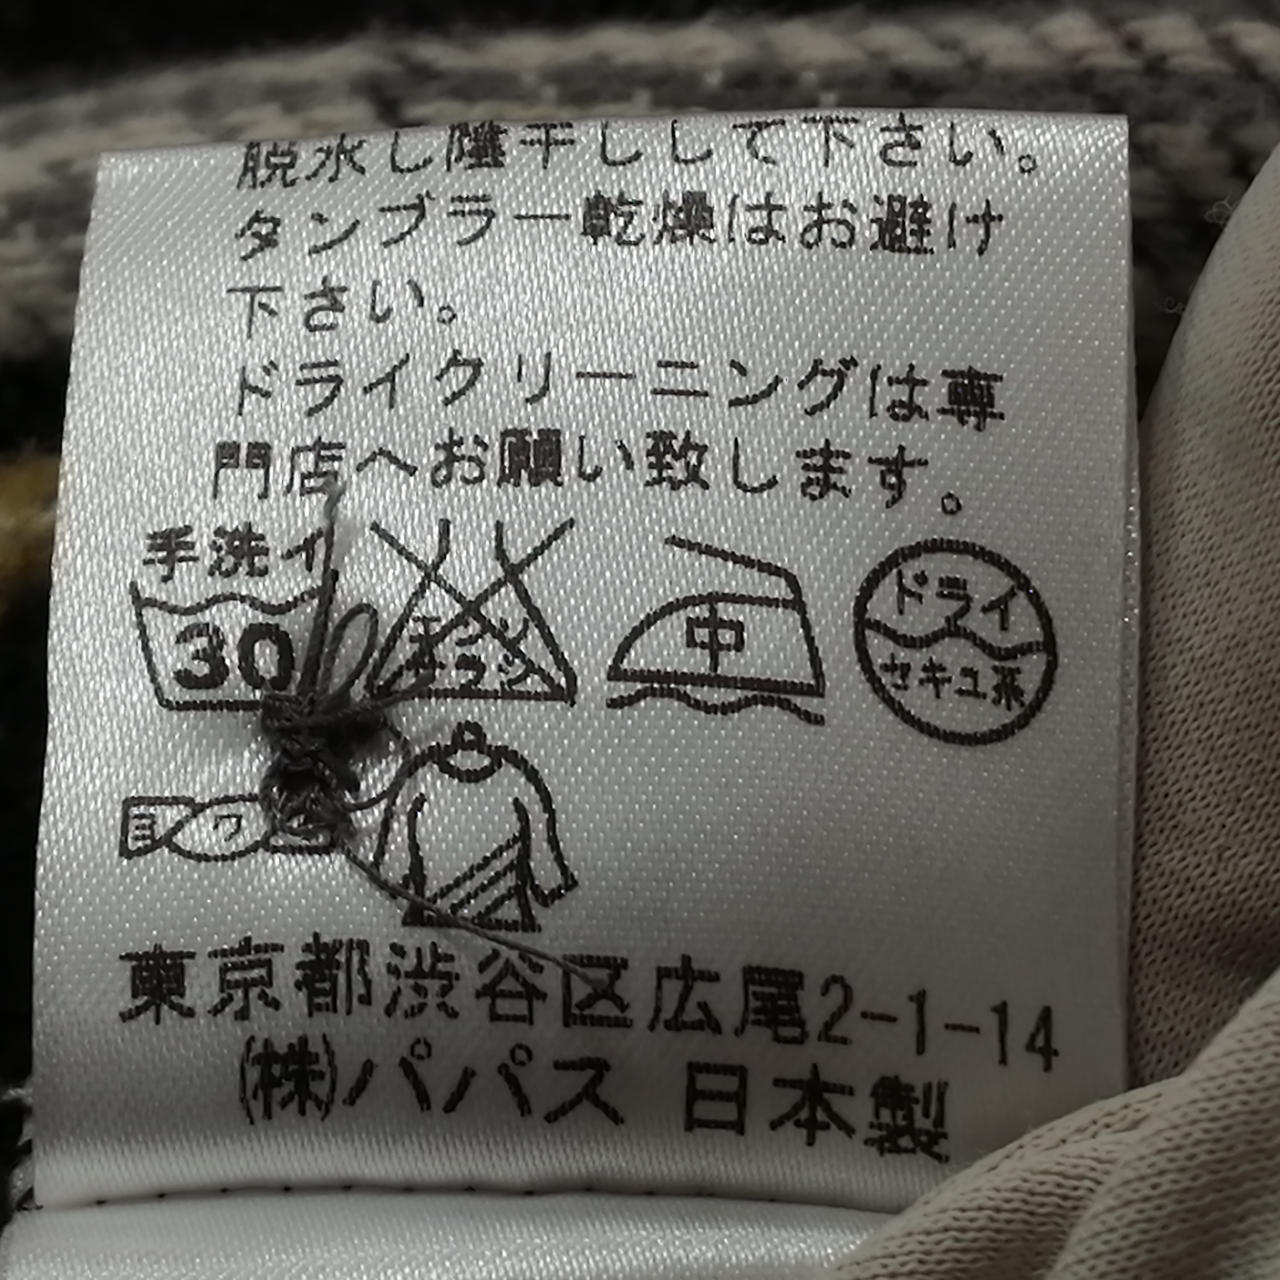 脱水し陰干しして下さい。
タンブラー乾燥はお避け
下さい。
ドライクリーニングは専
門店へお願い致します。
手洗イ
30
エンソ
サラシ
中
ドライ
セキユ系
ヨワク
東京都渋谷区広尾2-1-14
(株)パパス 日本製